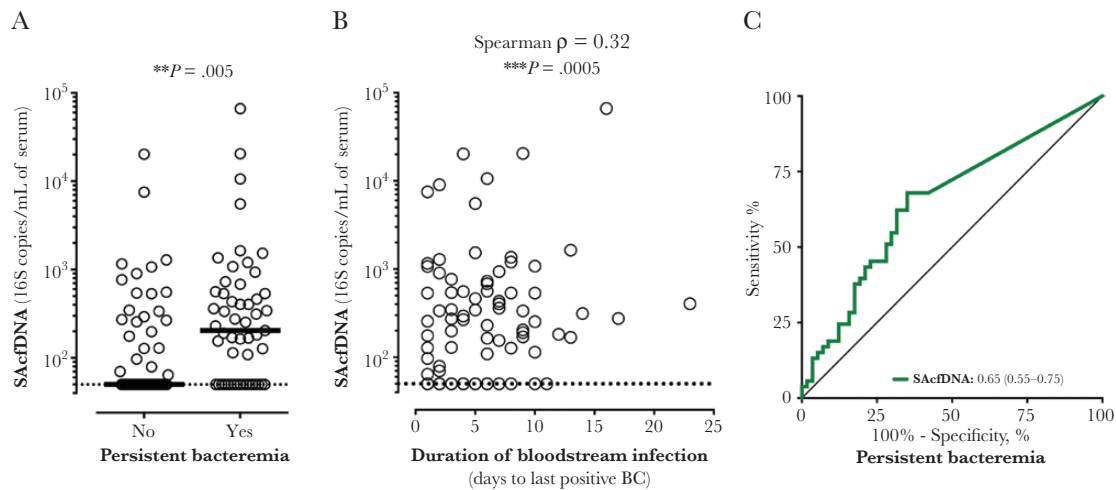 A
**P = .005
SAcfDNA (16S copies/mL of serum)
10^5
10^4
10^3
10^2
No
Yes
Persistent bacteremia
B
Spearman ρ = 0.32
***P = .0005
SAcfDNA (16S copies/mL of serum)
10^5
10^4
10^3
10^2
0
5
10
15
20
25
Duration of bloodstream infection
(days to last positive BC)
C
Sensitivity %
100
75
50
25
0
SAcfDNA: 0.65 (0.55–0.75)
0
25
50
75
100
100% - Specificity, %
Persistent bacteremia